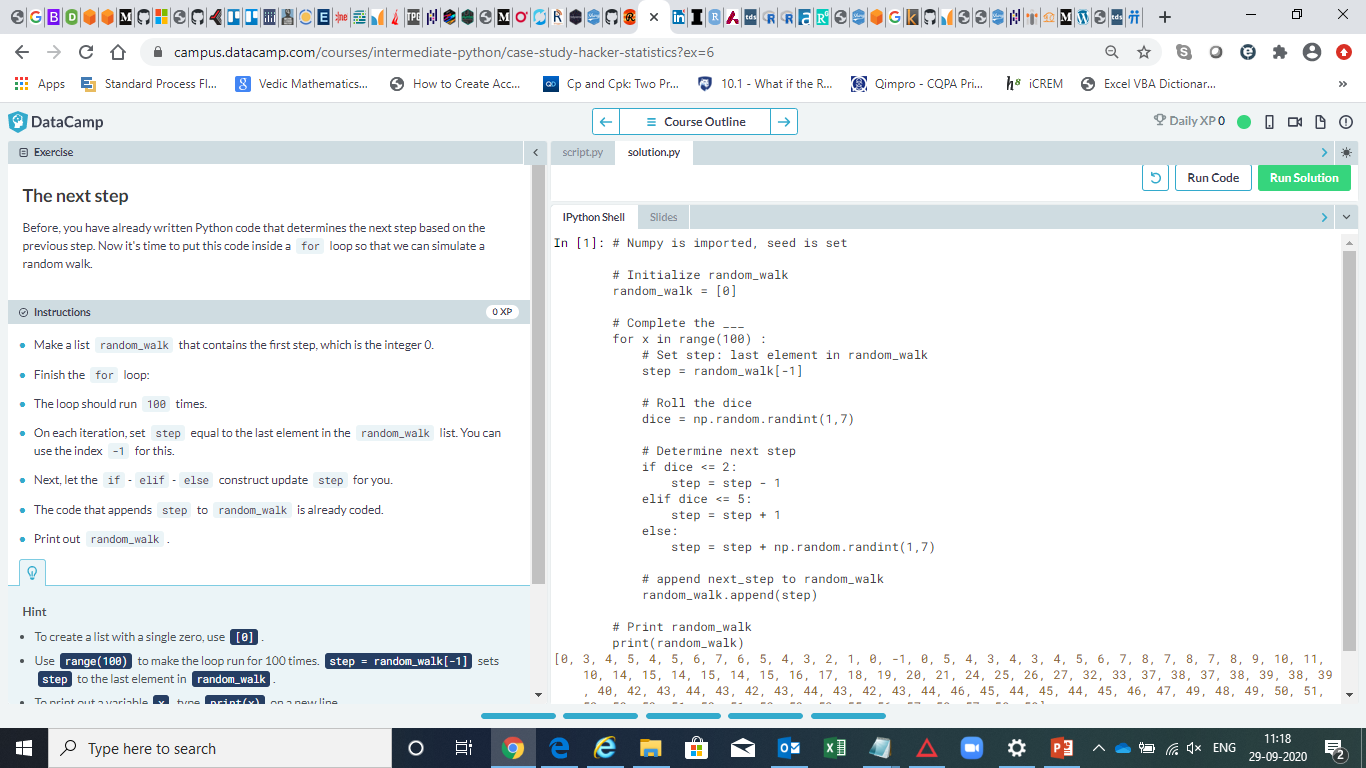 campus.datacamp.com/courses/intermediate-python/case-study-hacker-statistics?ex=6
Apps
Standard Process Fl...
Vedic Mathematics...
How to Create Acc...
Cp and Cpk: Two Pr...
10.1 - What if the R...
Qimpro - CQPA Pri...
iCREM
Excel VBA Dictionar...
DataCamp
Course Outline
Daily XP 0
Exercise
The next step
Before, you have already written Python code that determines the next step based on the
previous step. Now it's time to put this code inside a for loop so that we can simulate a
random walk.
Instructions
0 XP
Make a list random_walk that contains the first step, which is the integer 0.
Finish the for loop:
The loop should run 100 times.
On each iteration, set step equal to the last element in the random_walk list. You can
use the index -1 for this.
Next, let the if - elif - else construct update step for you.
The code that appends step to random_walk is already coded.
Print out random_walk .
Hint
To create a list with a single zero, use [0] .
Use range(100) to make the loop run for 100 times. step = random_walk[-1] sets
step to the last element in random_walk .
To print out a variable x , type print(x) on a new line.
script.py
solution.py
Run Code
Run Solution
IPython Shell
Slides
In [1]: # Numpy is imported, seed is set
# Initialize random_walk
random_walk = [0]
# Complete the ___
for x in range(100) :
# Set step: last element in random_walk
step = random_walk[-1]
# Roll the dice
dice = np.random.randint(1,7)
# Determine next step
if dice <= 2:
step = step - 1
elif dice <= 5:
step = step + 1
else:
step = step + np.random.randint(1,7)
# append next_step to random_walk
random_walk.append(step)
# Print random_walk
print(random_walk)
[0, 3, 4, 5, 4, 5, 6, 7, 6, 5, 4, 3, 2, 1, 0, -1, 0, 5, 4, 3, 4, 3, 4, 5, 6, 7, 8, 7, 8, 7, 8, 9, 10, 11,
10, 14, 15, 14, 15, 14, 15, 16, 17, 18, 19, 20, 21, 24, 25, 26, 27, 32, 33, 37, 38, 37, 38, 39, 38, 39
, 40, 42, 43, 44, 43, 42, 43, 44, 43, 42, 43, 44, 46, 45, 44, 45, 44, 45, 46, 47, 49, 48, 49, 50, 51,
Type here to search
ENG
11:18
29-09-2020
2